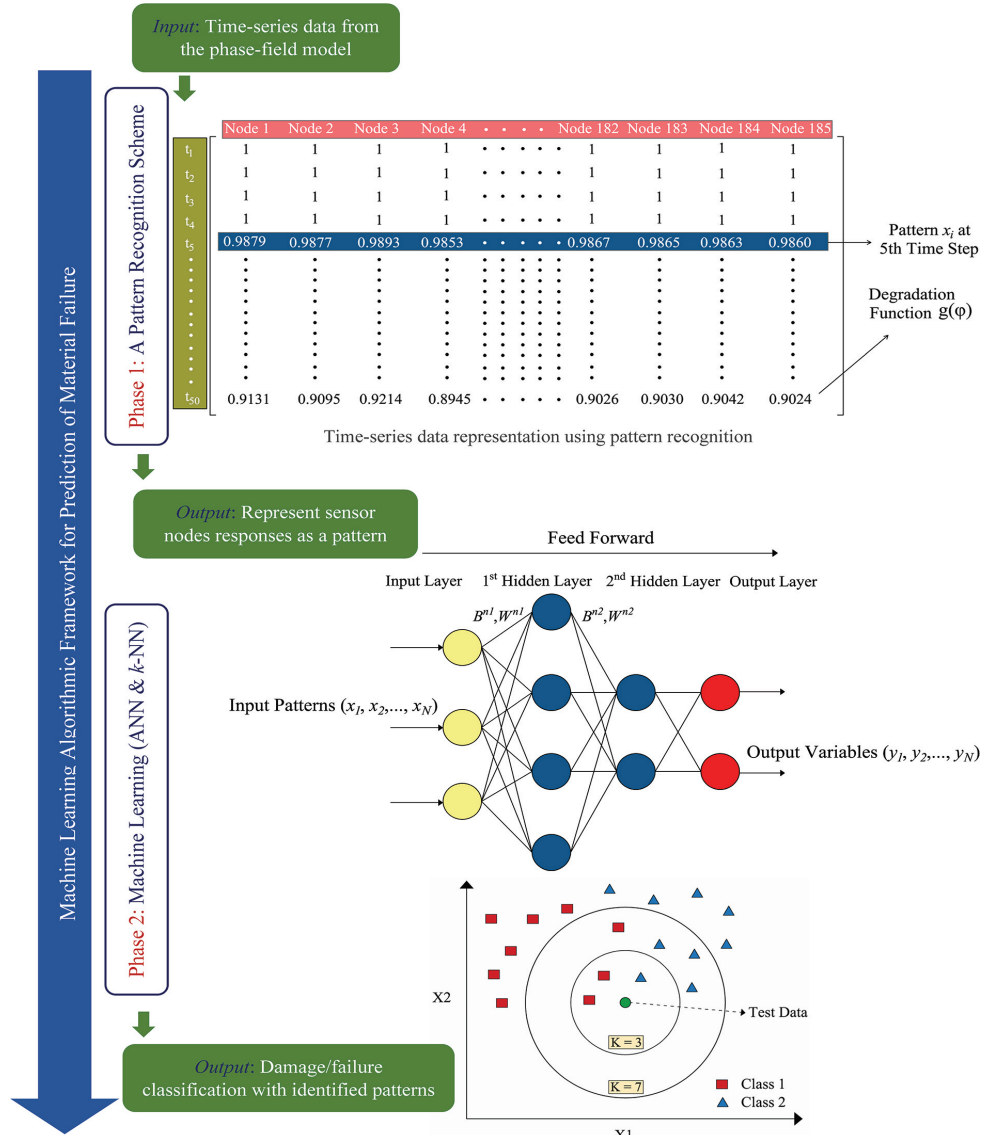 Input: Time-series data from
the phase-field model
Machine Learning Algorithmic Framework for Prediction of Material Failure
Phase 1: A Pattern Recognition Scheme
Node 1 Node 2 Node 3 Node 4 . . . . Node 182 Node 183 Node 184 Node 185
t1 1 1 1 1 . . . . . 1 1 1 1
t2 1 1 1 1 . . . . . 1 1 1 1
t3 1 1 1 1 . . . . . 1 1 1 1
t4 1 1 1 1 . . . . . 1 1 1 1
t5 0.9879 0.9877 0.9893 0.9853 . . . . . 0.9867 0.9865 0.9863 0.9860
Pattern xi at
5th Time Step
Degradation
Function g(φ)
t50 0.9131 0.9095 0.9214 0.8945 . . . . . 0.9026 0.9030 0.9042 0.9024
Time-series data representation using pattern recognition
Output: Represent sensor
nodes responses as a pattern
Feed Forward
Input Layer 1st Hidden Layer 2nd Hidden Layer Output Layer
B^n1,W^n1 B^n2,W^n2
Input Patterns (x1, x2,..., xN)
Output Variables (y1, y2,..., yN)
Phase 2: Machine Learning (ANN & k-NN)
X2
Test Data
K = 3
K = 7
Class 1
Class 2
X1
Output: Damage/failure
classification with identified patterns